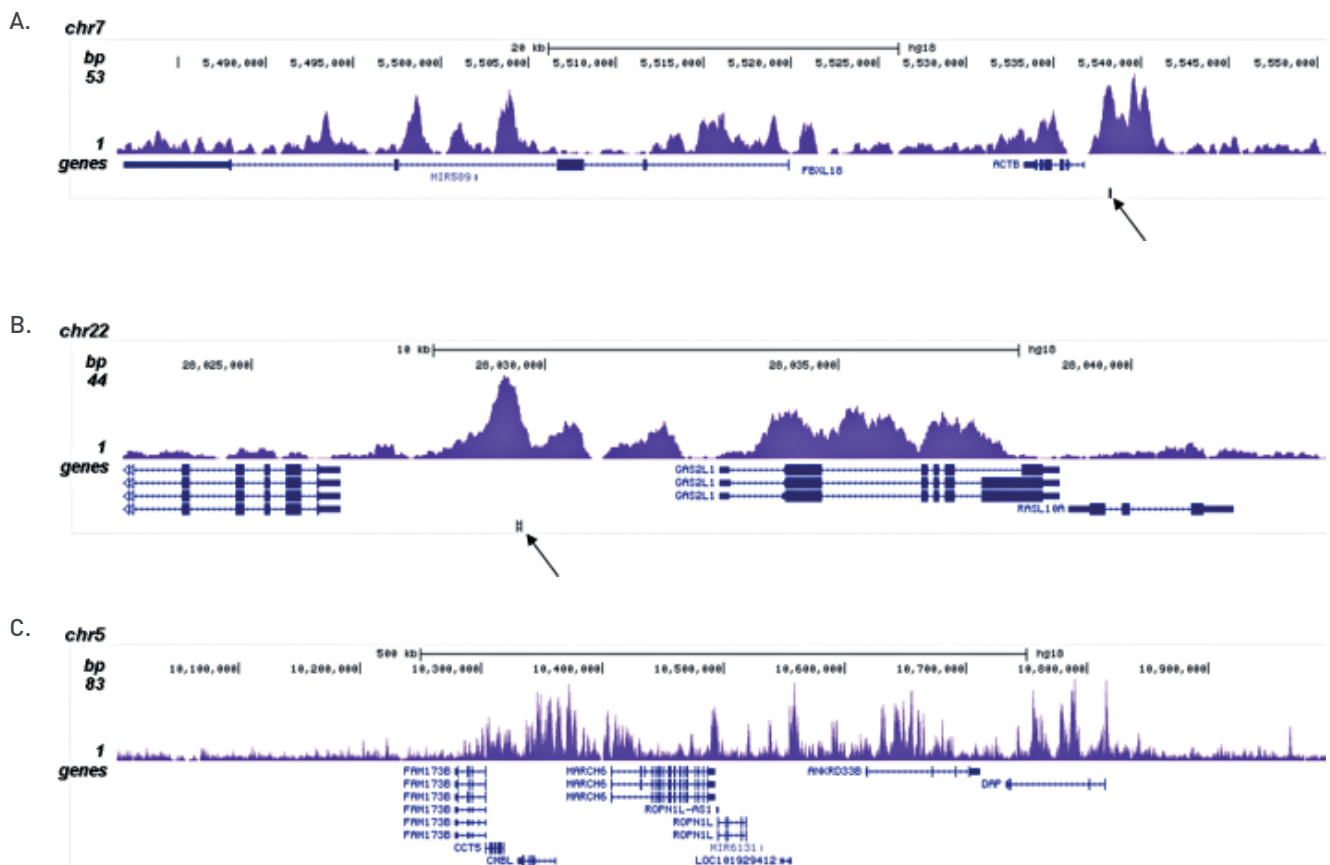 A.
chr7
20 kb hg18
bp 5,490,000 5,495,000 5,500,000 5,505,000 5,510,000 5,515,000 5,520,000 5,525,000 5,530,000 5,535,000 5,540,000 5,545,000 5,550,000
53
1
genes
FBXL18
ACTB
MIR589
B.
chr22
10 kb hg18
bp 28,025,000 28,030,000 28,035,000 28,040,000
44
1
genes
GAS2L1
GAS2L1
GAS2L1
RASL10A
C.
chr5
500 kb hg18
bp 10,100,000 10,200,000 10,300,000 10,400,000 10,500,000 10,600,000 10,700,000 10,800,000 10,900,000
83
1
genes
FAM173B MARCH6 ANKRD33B
FAM173B MARCH6 DAP
FAM173B MARCH6
FAM173B ROPN1L-AS1
FAM173B ROPN1L
FAM173B ROPN1L
CCT5 MIR6131
CMBL LOC101929412